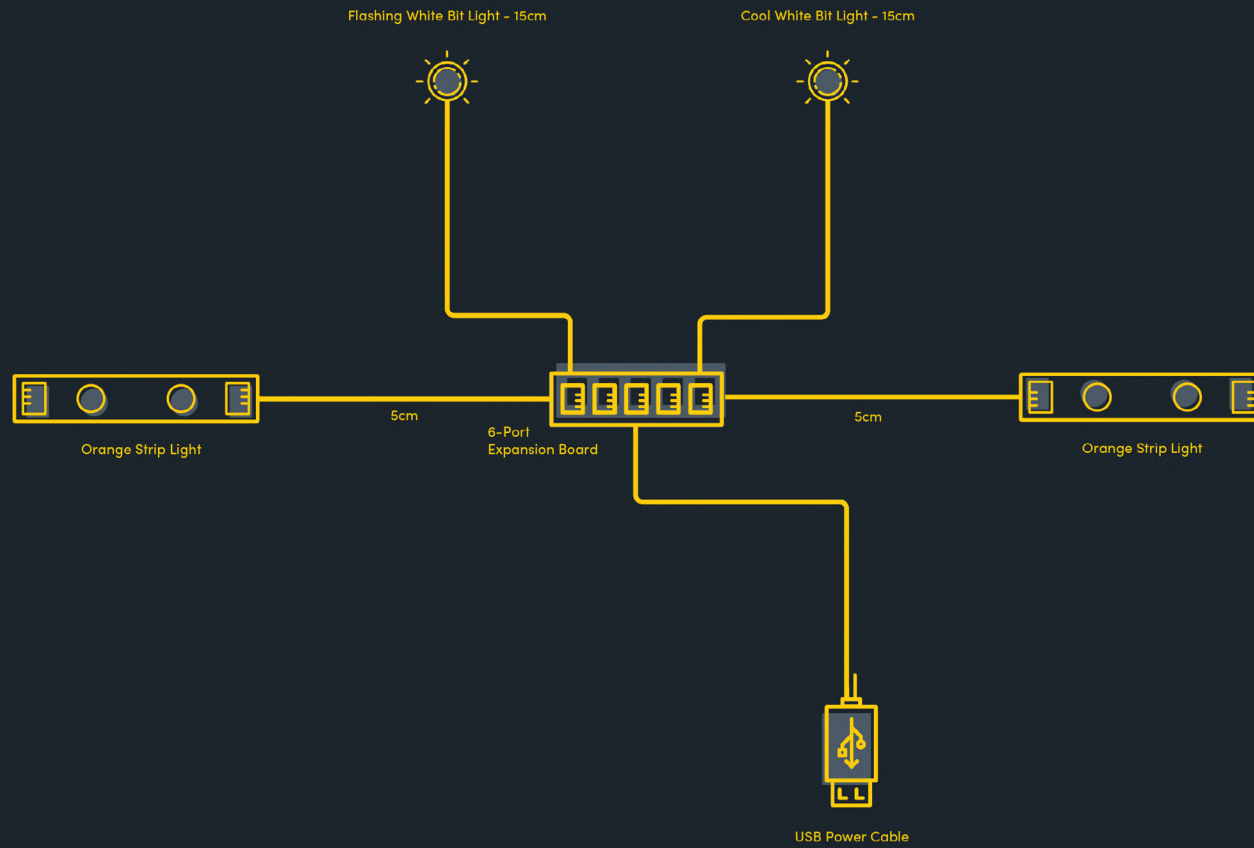 Flashing White Bit Light - 15cm
Cool White Bit Light - 15cm
5cm
5cm
6-Port
Expansion Board
Orange Strip Light
Orange Strip Light
USB Power Cable